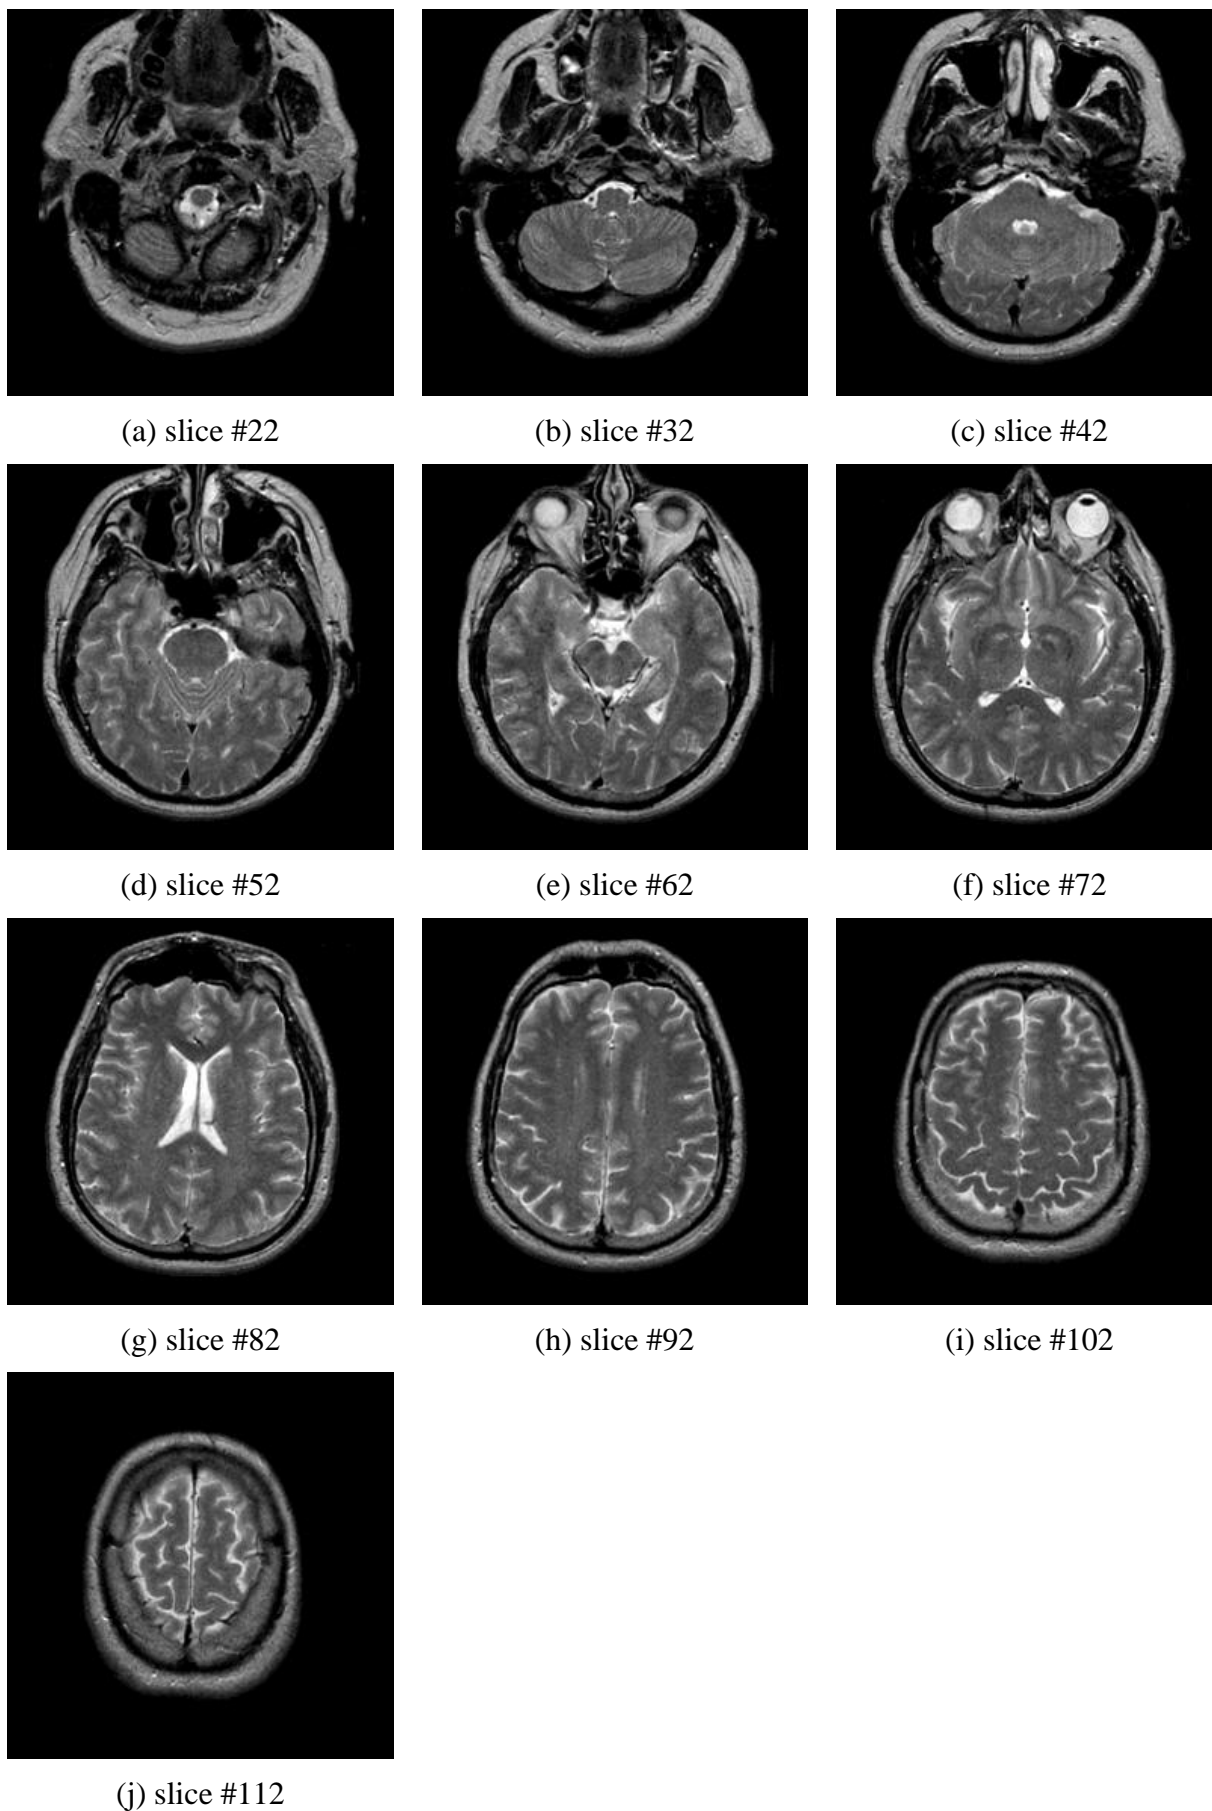 (a) slice #22
(b) slice #32
(c) slice #42
(d) slice #52
(e) slice #62
(f) slice #72
(g) slice #82
(h) slice #92
(i) slice #102
(j) slice #112